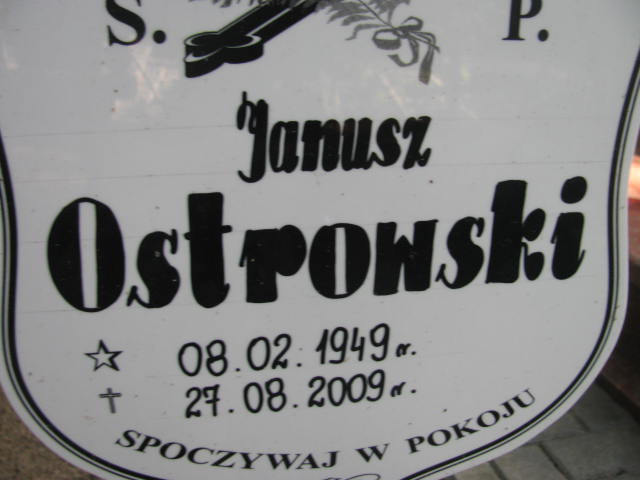 S. P.
Janusz
Ostrowski
08.02.1949 r.
27.08.2009 r.
SPOCZYWAJ W POKOJU